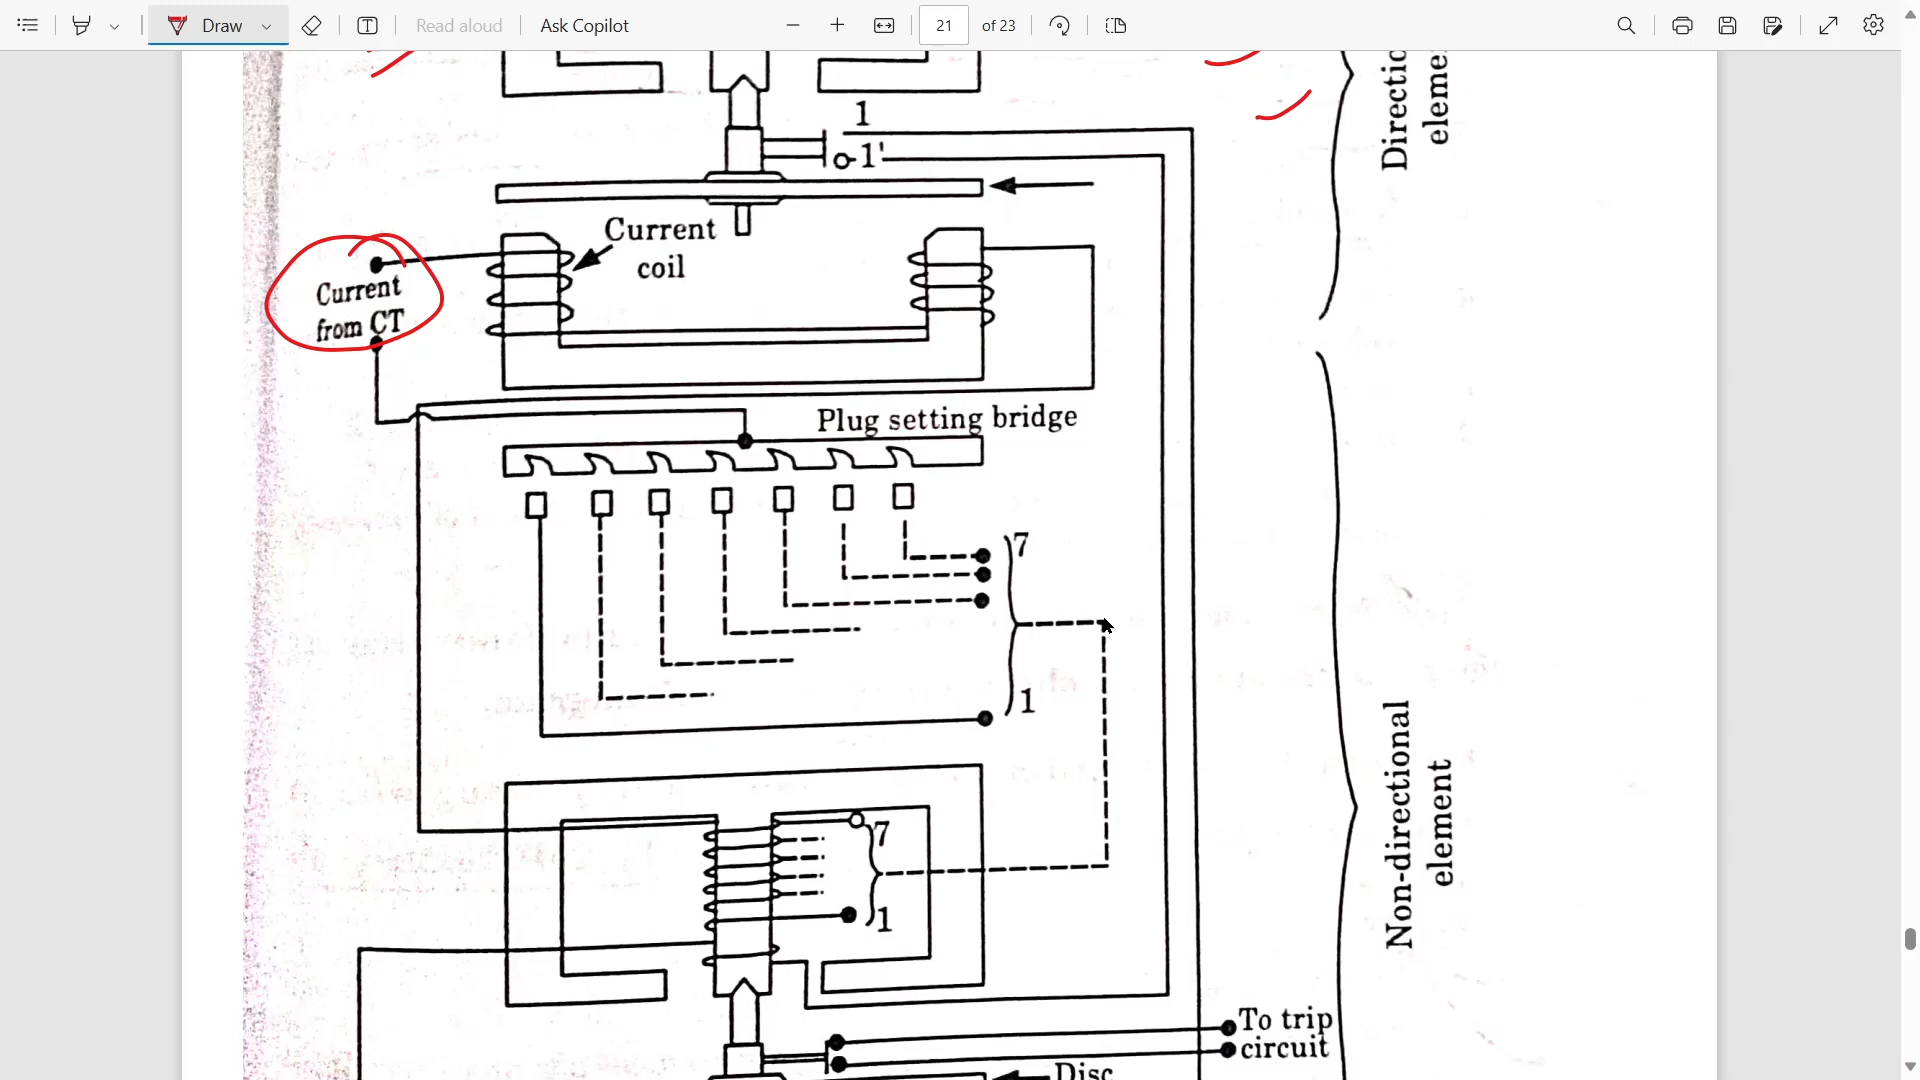 Draw
Read aloud
Ask Copilot
21
of 23
1
1'
Current
coil
Current
from CT
Plug setting bridge
7
1
7
1
To trip
circuit
Disc
Non-directional
element